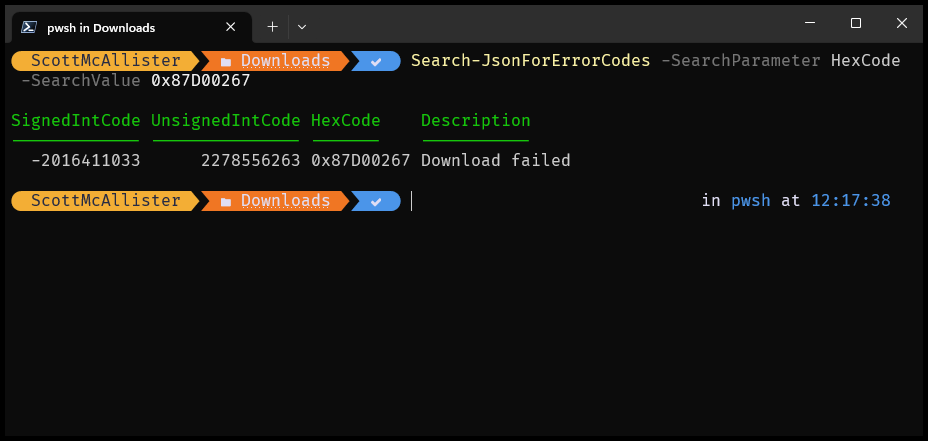 pwsh in Downloads
ScottMcAllister Downloads Search-JsonForErrorCodes -SearchParameter HexCode
-SearchValue 0x87D00267
SignedIntCode UnsignedIntCode HexCode Description
-2016411033 2278556263 0x87D00267 Download failed
ScottMcAllister Downloads in pwsh at 12:17:38